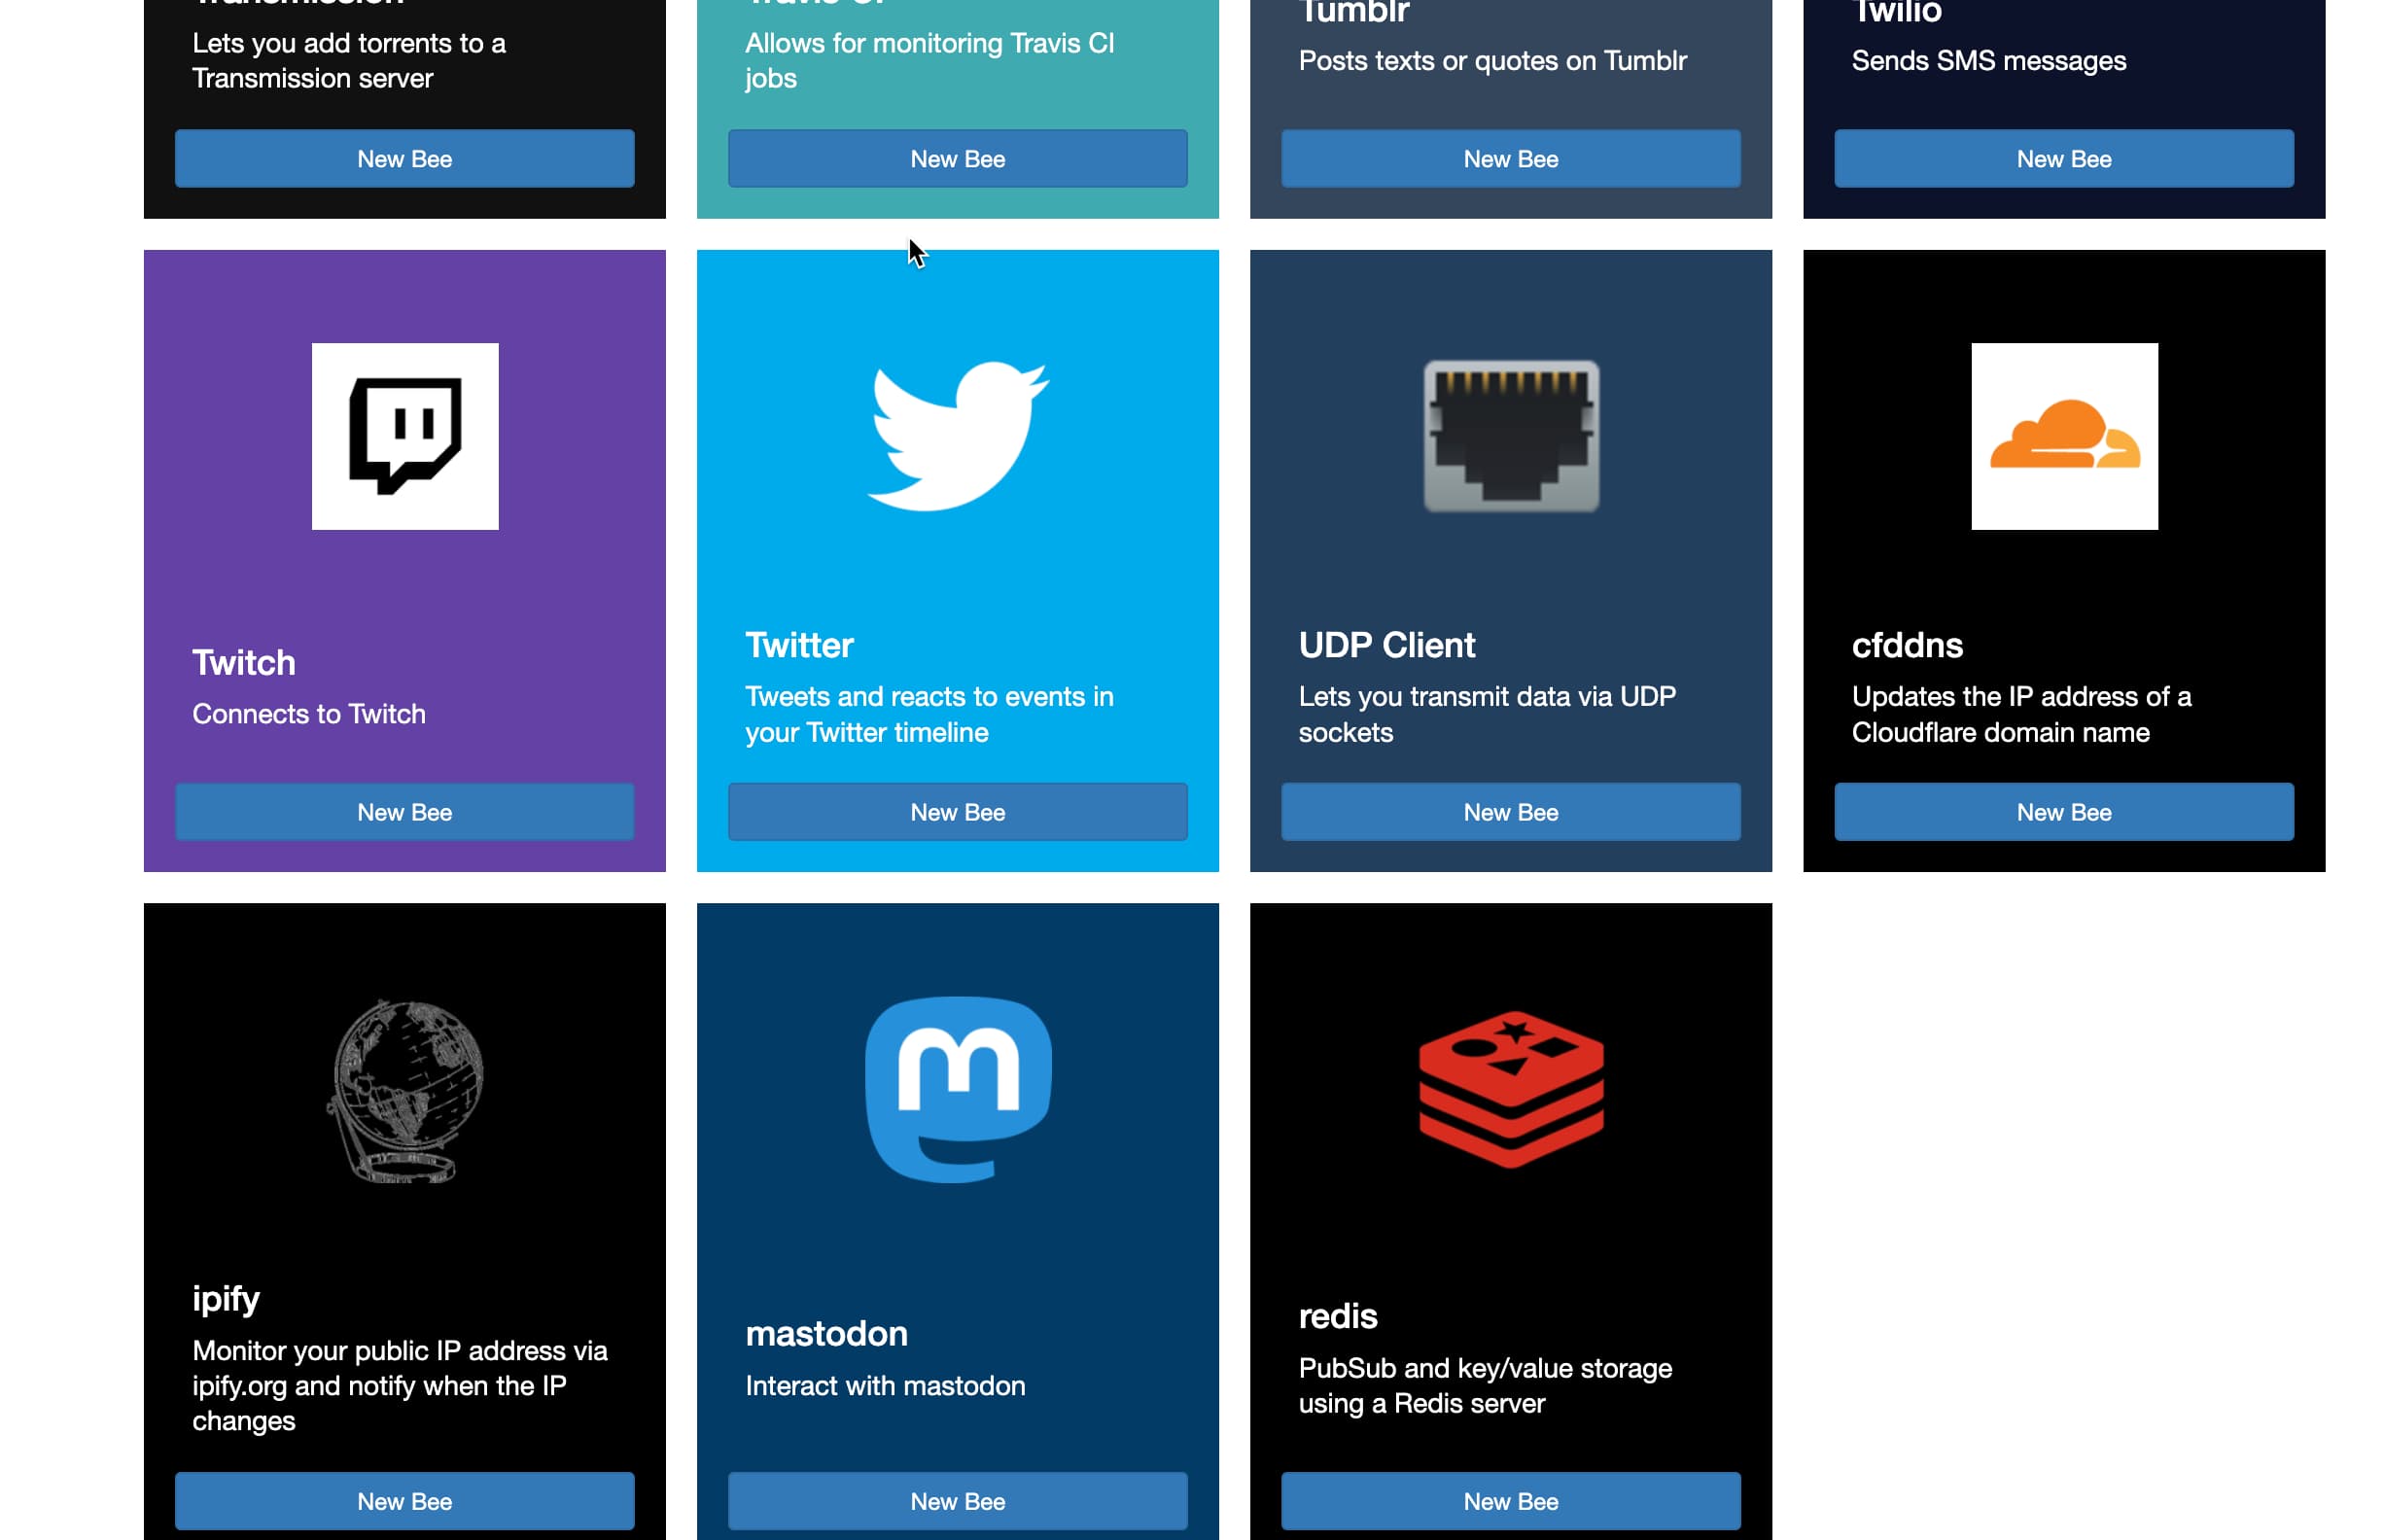 Transmission
Lets you add torrents to a
Transmission server
New Bee
Travis CI
Allows for monitoring Travis CI
jobs
New Bee
Tumblr
Posts texts or quotes on Tumblr
New Bee
Twilio
Sends SMS messages
New Bee
Twitch
Connects to Twitch
New Bee
Twitter
Tweets and reacts to events in
your Twitter timeline
New Bee
UDP Client
Lets you transmit data via UDP
sockets
New Bee
cfddns
Updates the IP address of a
Cloudflare domain name
New Bee
ipify
Monitor your public IP address via
ipify.org and notify when the IP
changes
New Bee
m
mastodon
Interact with mastodon
New Bee
redis
PubSub and key/value storage
using a Redis server
New Bee